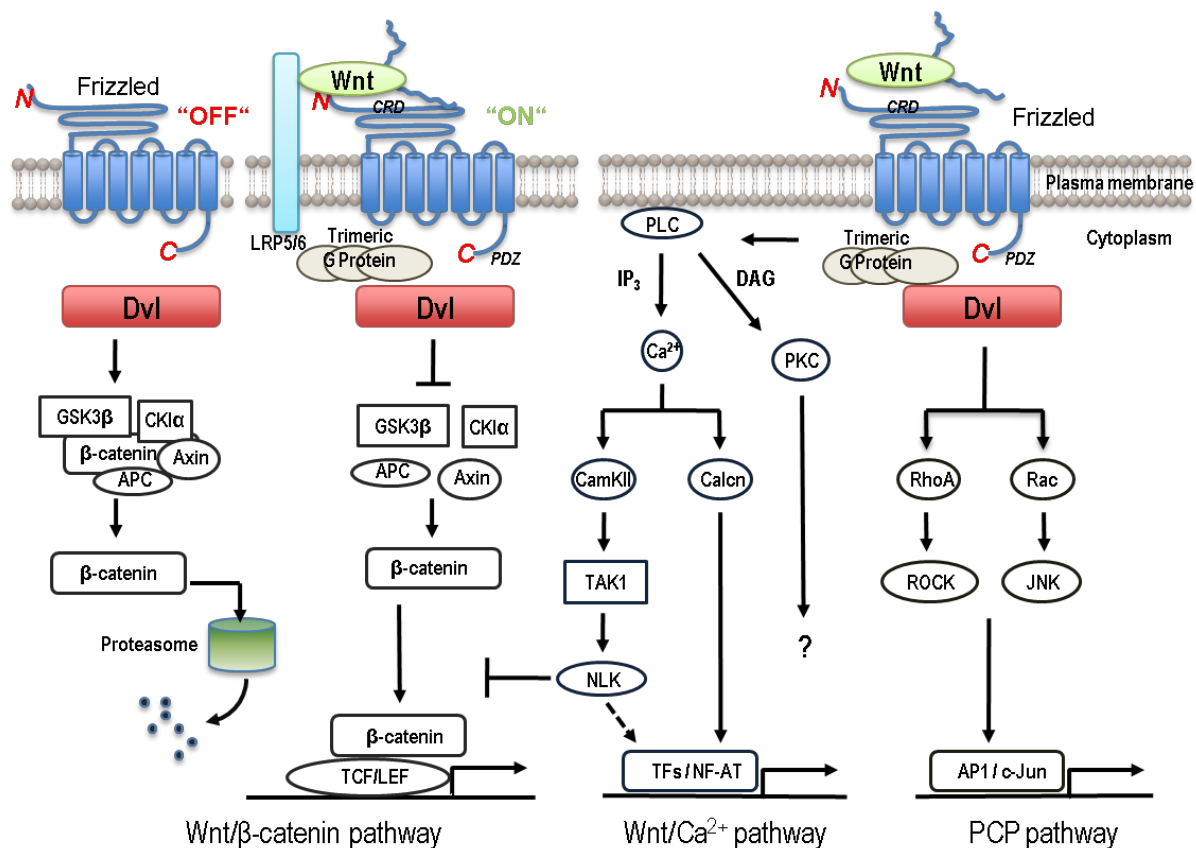 Frizzled
N
"OFF"
C
Dvl
GSK3β
CKIα
β-catenin
Axin
APC
β-catenin
Proteasome
Wnt
N
CRD
"ON"
LRP5/6
Trimeric
G Protein
C
PDZ
Dvl
GSK3β
CKIα
APC
Axin
β-catenin
β-catenin
TCF/LEF
Wnt/β-catenin pathway
PLC
IP₃
DAG
Ca²⁺
PKC
CamKII
Calcn
TAK1
?
NLK
TFs / NF-AT
Wnt/Ca²⁺ pathway
Wnt
N
CRD
Frizzled
Plasma membrane
Cytoplasm
Trimeric
G Protein
C
PDZ
Dvl
RhoA
Rac
ROCK
JNK
AP1 / c-Jun
PCP pathway